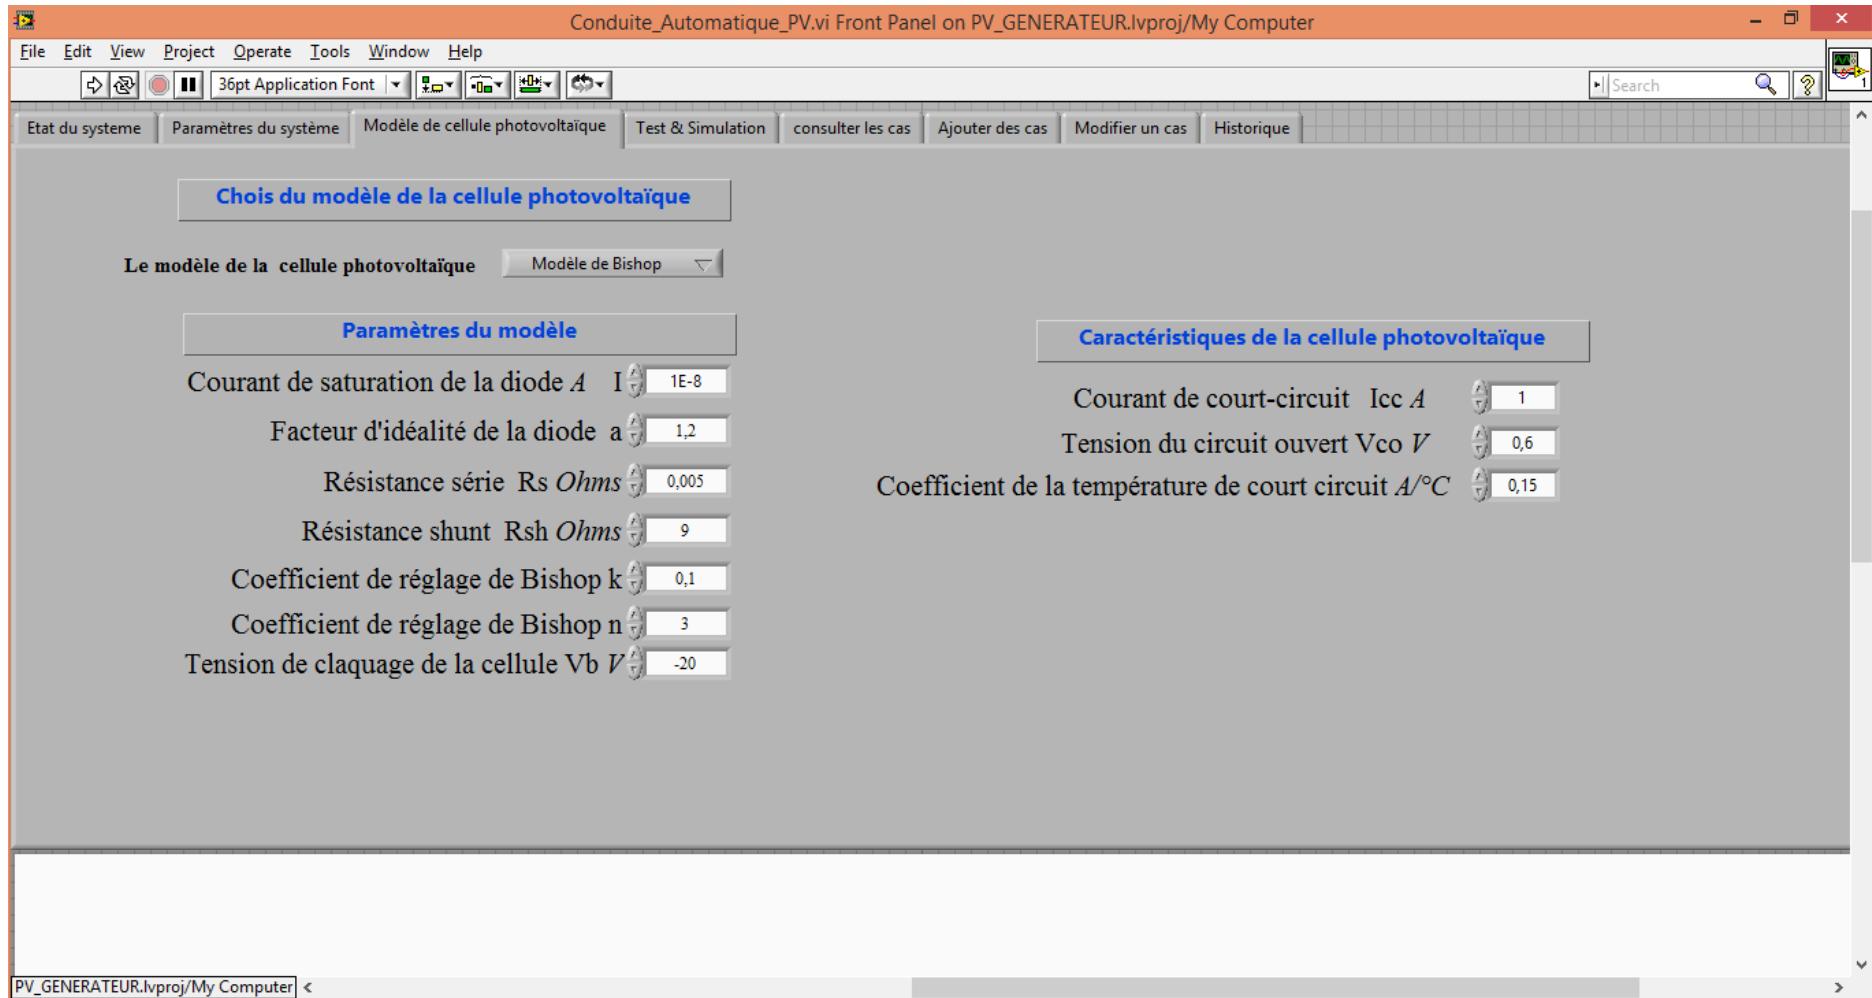 Conduite_Automatique_PV.vi Front Panel on PV_GENERATEUR.lvproj/My Computer
File Edit View Project Operate Tools Window Help
36pt Application Font
Search
1
Etat du systeme Paramètres du système Modèle de cellule photovoltaïque Test & Simulation consulter les cas Ajouter des cas Modifier un cas Historique
Chois du modèle de la cellule photovoltaïque
Le modèle de la cellule photovoltaïque Modèle de Bishop
Paramètres du modèle
Courant de saturation de la diode A I 1E-8
Facteur d'idéalité de la diode a 1,2
Résistance série Rs Ohms 0,005
Résistance shunt Rsh Ohms 9
Coefficient de réglage de Bishop k 0,1
Coefficient de réglage de Bishop n 3
Tension de claquage de la cellule Vb V -20
Caractéristiques de la cellule photovoltaïque
Courant de court-circuit Icc A 1
Tension du circuit ouvert Vco V 0,6
Coefficient de la température de court circuit A/°C 0,15
PV_GENERATEUR.lvproj/My Computer